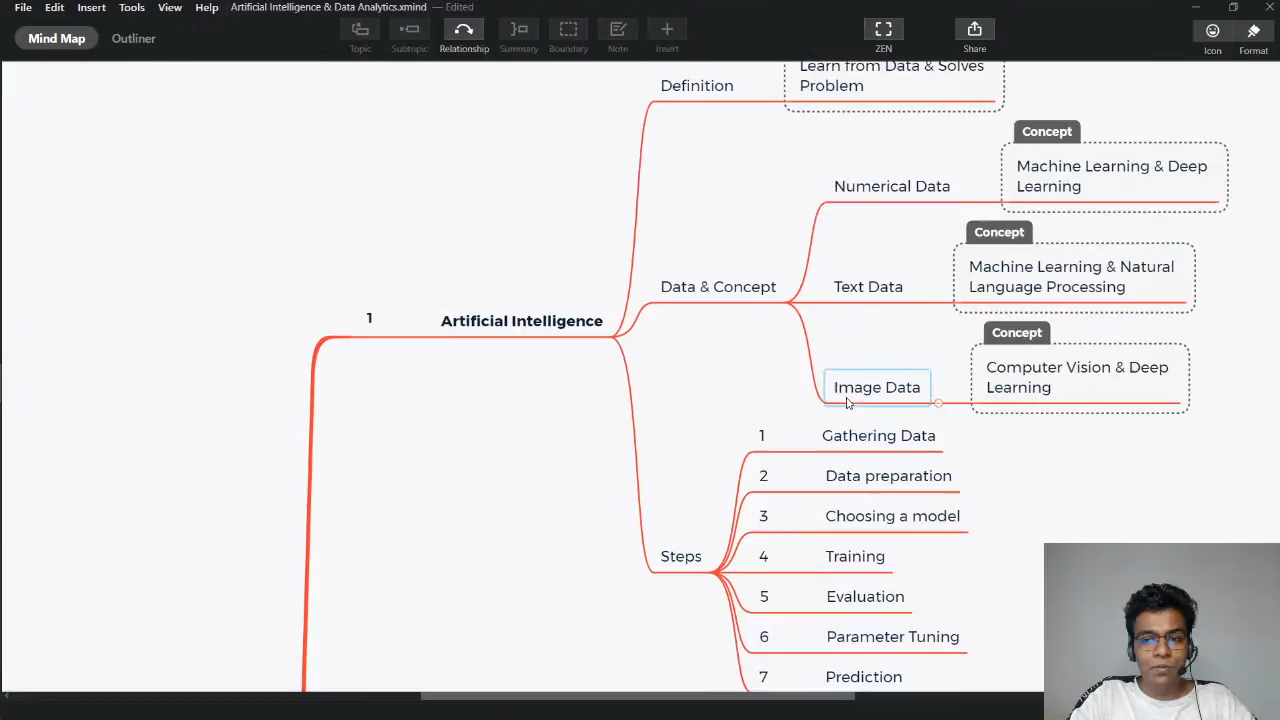 File Edit Insert Tools View Help Artificial Intelligence & Data Analytics.xmind — Edited
Mind Map Outliner
Topic Subtopic Relationship Summary Boundary Note Insert ZEN Share Icon Format
Learn from Data & Solves
Problem
Definition
Concept
Machine Learning & Deep
Learning
Numerical Data
Concept
Machine Learning & Natural
Language Processing
Data & Concept
Text Data
1 Artificial Intelligence
Concept
Computer Vision & Deep
Learning
Image Data
1 Gathering Data
2 Data preparation
3 Choosing a model
Steps
4 Training
5 Evaluation
6 Parameter Tuning
7 Prediction